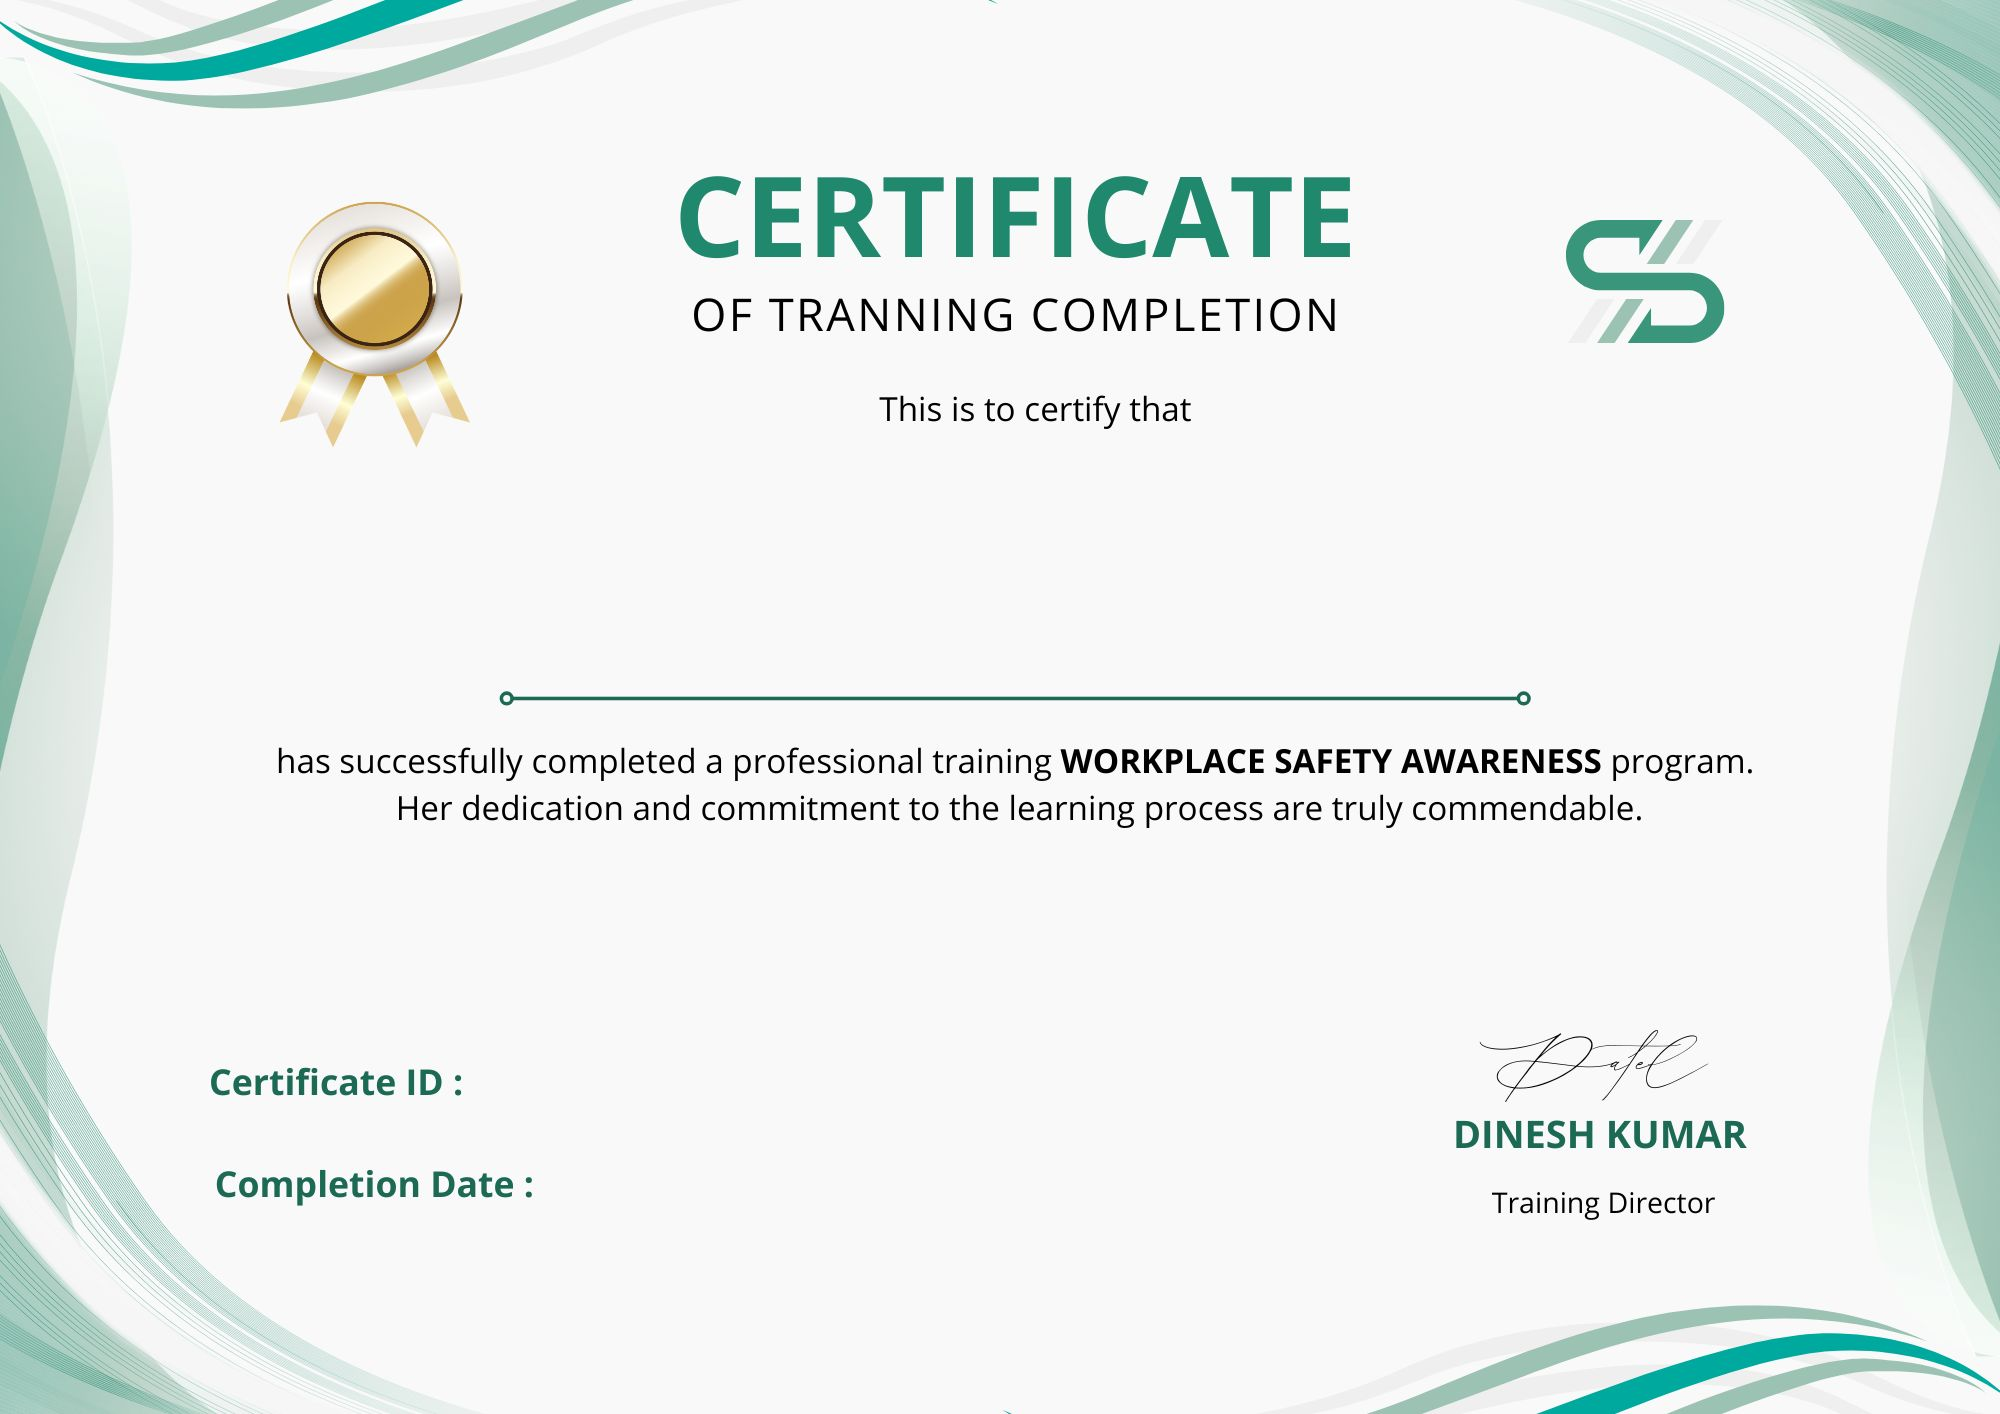 CERTIFICATE
OF TRANNING COMPLETION
This is to certify that
has successfully completed a professional training WORKPLACE SAFETY AWARENESS program.
Her dedication and commitment to the learning process are truly commendable.
Certificate ID :
Completion Date :
Patel
DINESH KUMAR
Training Director